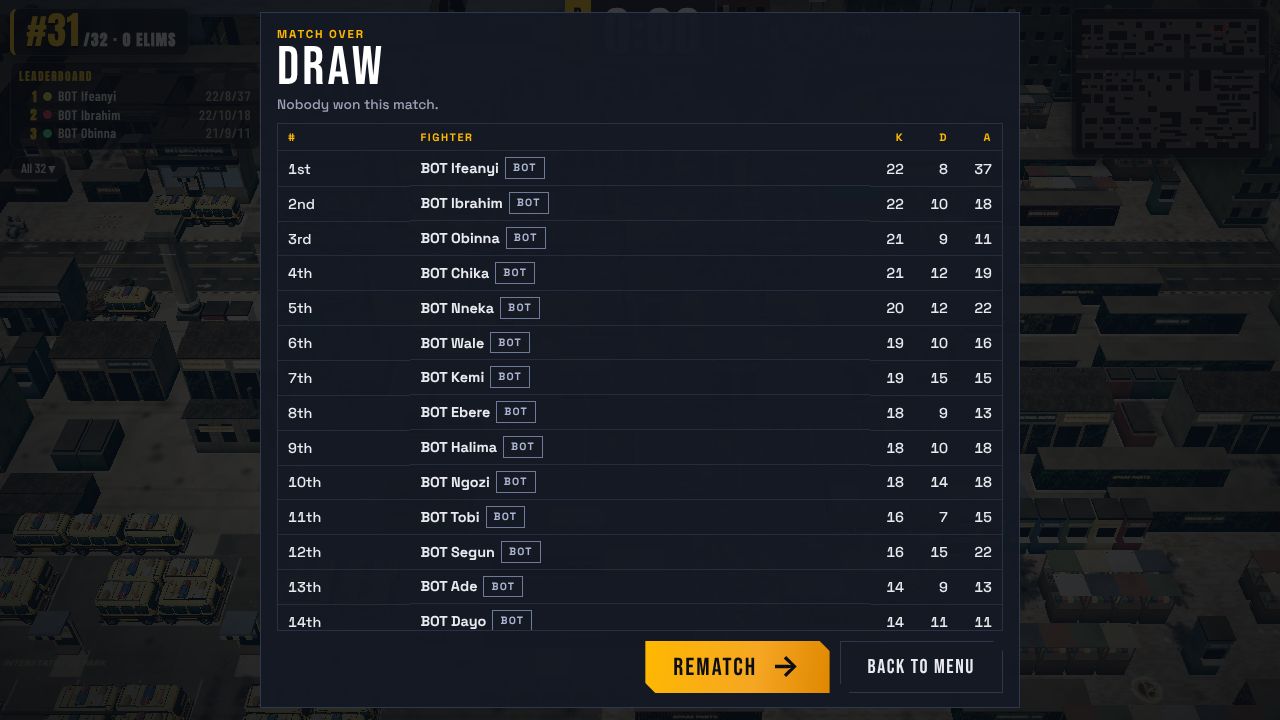 #31 /32 · 0 ELIMS
LEADERBOARD
1 BOT Ifeanyi 22/8/37
2 BOT Ibrahim 22/10/18
3 BOT Obinna 21/9/11
All 32 ▾
0:00
MATCH OVER
DRAW
Nobody won this match.
# FIGHTER K D A
1st BOT Ifeanyi BOT 22 8 37
2nd BOT Ibrahim BOT 22 10 18
3rd BOT Obinna BOT 21 9 11
4th BOT Chika BOT 21 12 19
5th BOT Nneka BOT 20 12 22
6th BOT Wale BOT 19 10 16
7th BOT Kemi BOT 19 15 15
8th BOT Ebere BOT 18 9 13
9th BOT Halima BOT 18 10 18
10th BOT Ngozi BOT 18 14 18
11th BOT Tobi BOT 16 7 15
12th BOT Segun BOT 16 15 22
13th BOT Ade BOT 14 9 13
14th BOT Dayo BOT 14 11 11
REMATCH →
BACK TO MENU